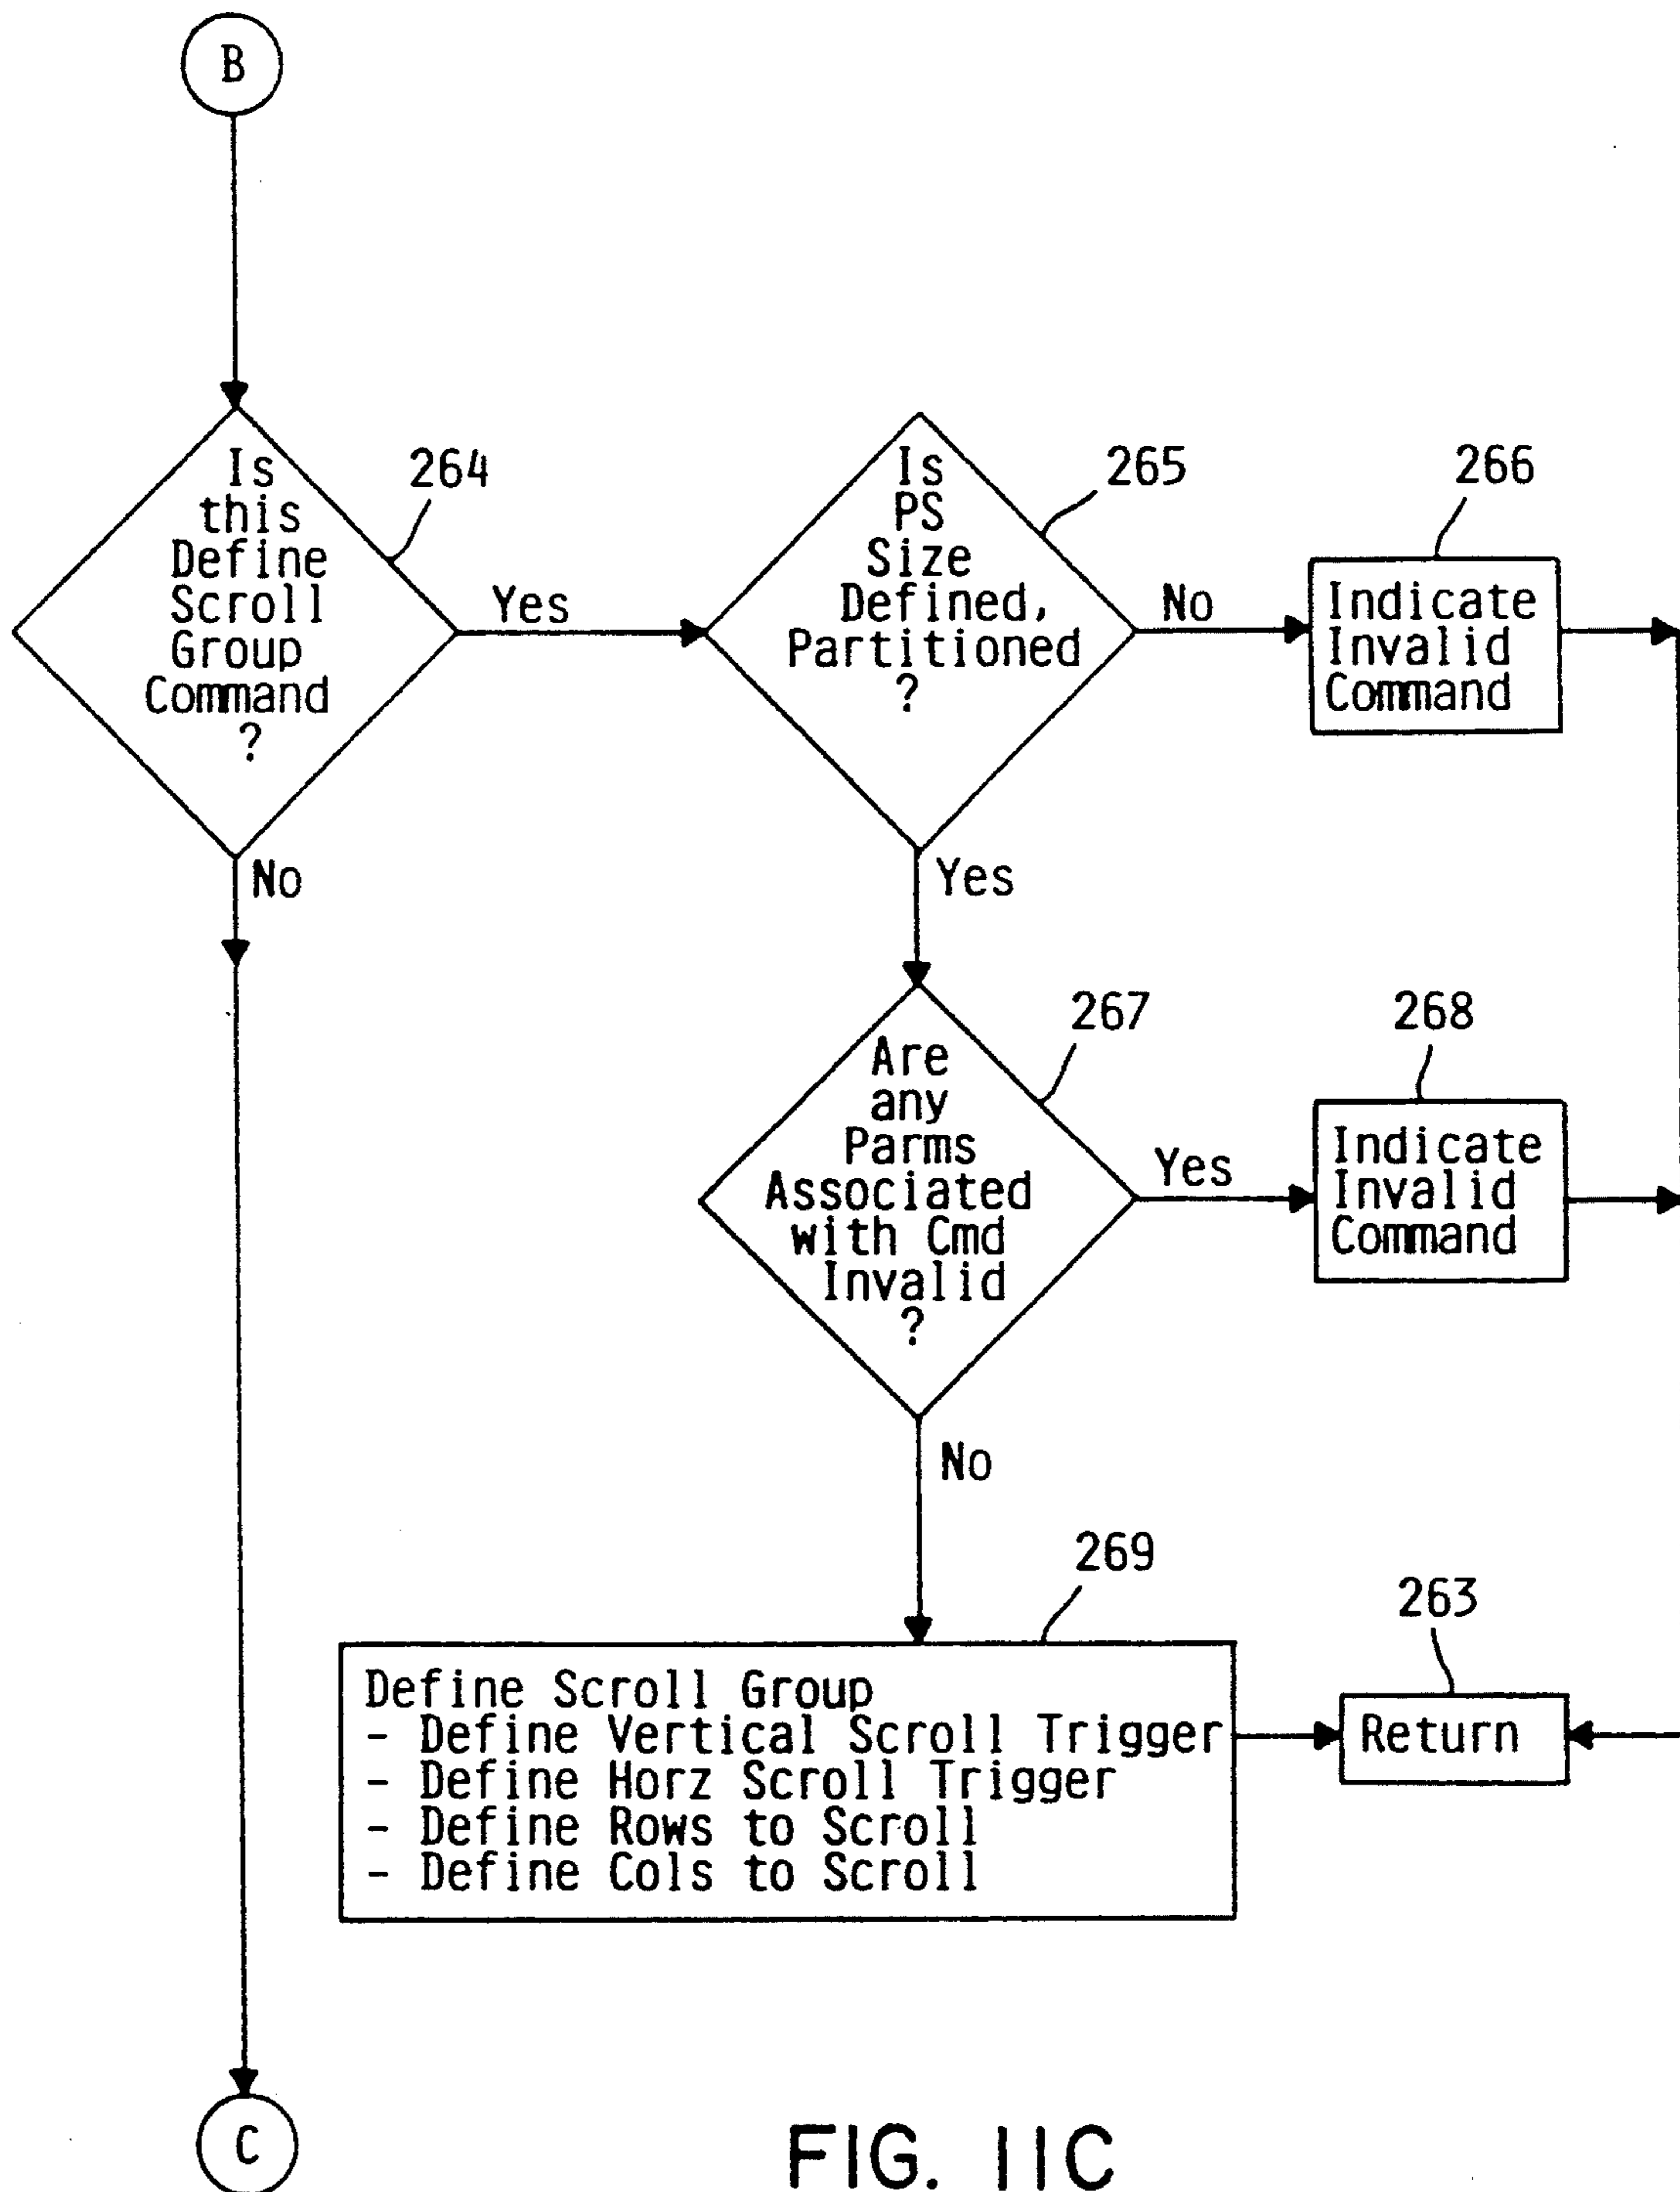 B
Is
this
Define
Scroll
Group
Command
?
264
Yes
No
Is
PS
Size
Defined,
Partitioned
?
265
No
Yes
266
Indicate
Invalid
Command
Are
any
Parms
Associated
with Cmd
Invalid
?
267
Yes
No
268
Indicate
Invalid
Command
269
Define Scroll Group
- Define Vertical Scroll Trigger
- Define Horz Scroll Trigger
- Define Rows to Scroll
- Define Cols to Scroll
263
Return
C
FIG. 11C